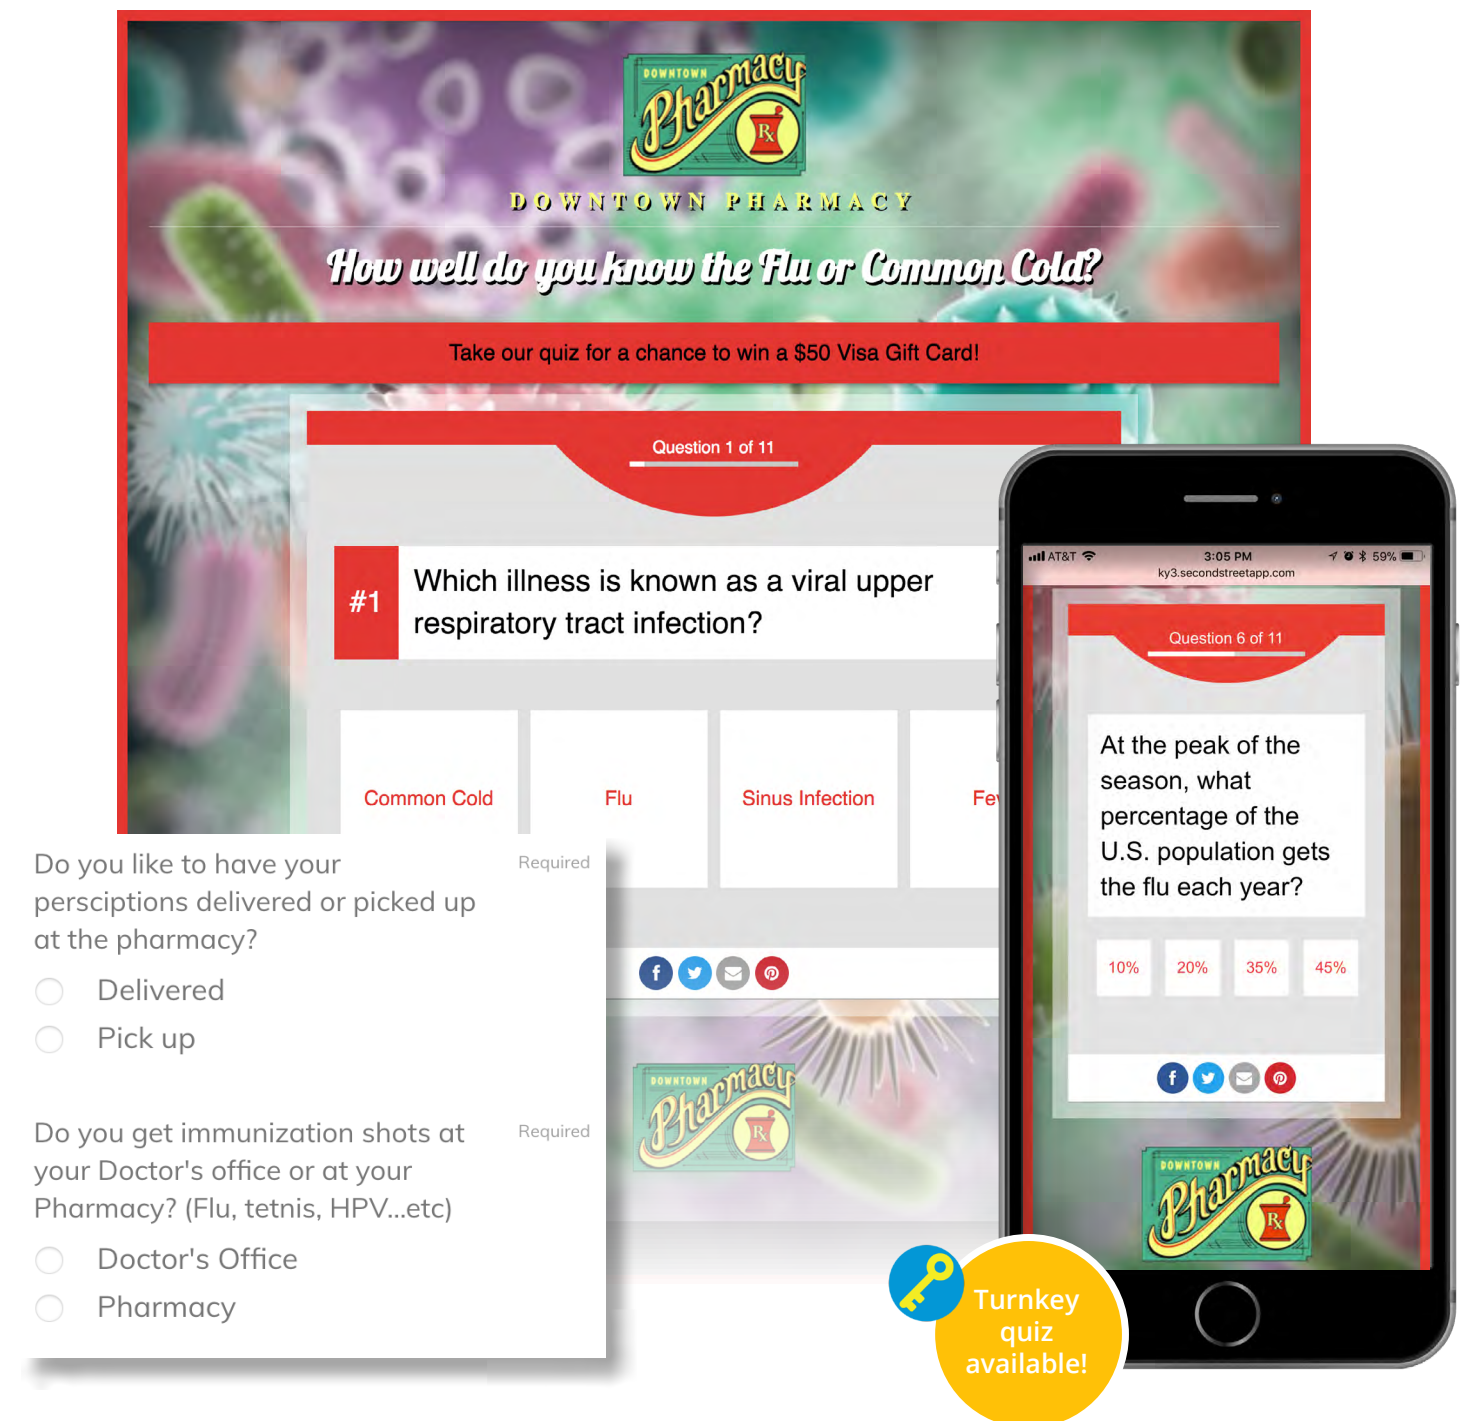 DOWNTOWN
Pharmacy
Rx
DOWNTOWN PHARMACY
How well do you know the Flu or Common Cold?
Take our quiz for a chance to win a $50 Visa Gift Card!
Question 1 of 11
#1
Which illness is known as a viral upper
respiratory tract infection?
Common Cold
Flu
Sinus Infection
Do you like to have your
persciptions delivered or picked up
at the pharmacy?
Required
Delivered
Pick up
Do you get immunization shots at
your Doctor's office or at your
Pharmacy? (Flu, tetnis, HPV...etc)
Required
Doctor's Office
Pharmacy
DOWNTOWN
Pharmacy
Rx
AT&T 3:05 PM 59%
ky3.secondstreetapp.com
Question 6 of 11
At the peak of the
season, what
percentage of the
U.S. population gets
the flu each year?
10% 20% 35% 45%
DOWNTOWN
Pharmacy
Rx
Turnkey
quiz
available!